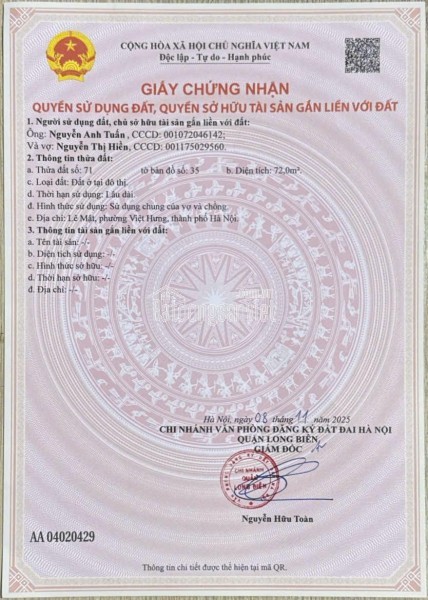 CỘNG HÒA XÃ HỘI CHỦ NGHĨA VIỆT NAM
Độc lập - Tự do - Hạnh phúc
GIẤY CHỨNG NHẬN
QUYỀN SỬ DỤNG ĐẤT, QUYỀN SỞ HỮU TÀI SẢN GẮN LIỀN VỚI ĐẤT
1. Người sử dụng đất, chủ sở hữu tài sản gắn liền với đất:
Ông: Nguyễn Anh Tuấn, CCCD: 001072046142;
Và vợ: Nguyễn Thị Hiền, CCCD: 001175029560.
2. Thông tin thửa đất:
a. Thửa đất số: 71 tờ bản đồ số: 35 b. Diện tích: 72,0m².
c. Loại đất: Đất ở tại đô thị.
d. Thời hạn sử dụng: Lâu dài.
đ. Hình thức sử dụng: Sử dụng chung của vợ và chồng.
e. Địa chỉ: Lê Mật, phường Việt Hưng, thành phố Hà Nội.
3. Thông tin tài sản gắn liền với đất:
a. Tên tài sản: -/-
b. Diện tích sử dụng: -/-
c. Hình thức sở hữu: -/-
d. Thời hạn sở hữu: -/-
đ. Địa chỉ: -/-
Hà Nội, ngày 08 tháng 11 năm 2025
CHI NHÁNH VĂN PHÒNG ĐĂNG KÝ ĐẤT ĐAI HÀ NỘI
QUẬN LONG BIÊN
GIÁM ĐỐC
CHI NHÁNH
QUẬN
LONG BIÊN
Nguyễn Hữu Toàn
AA 04020429
Thông tin chi tiết được thể hiện tại mã QR.